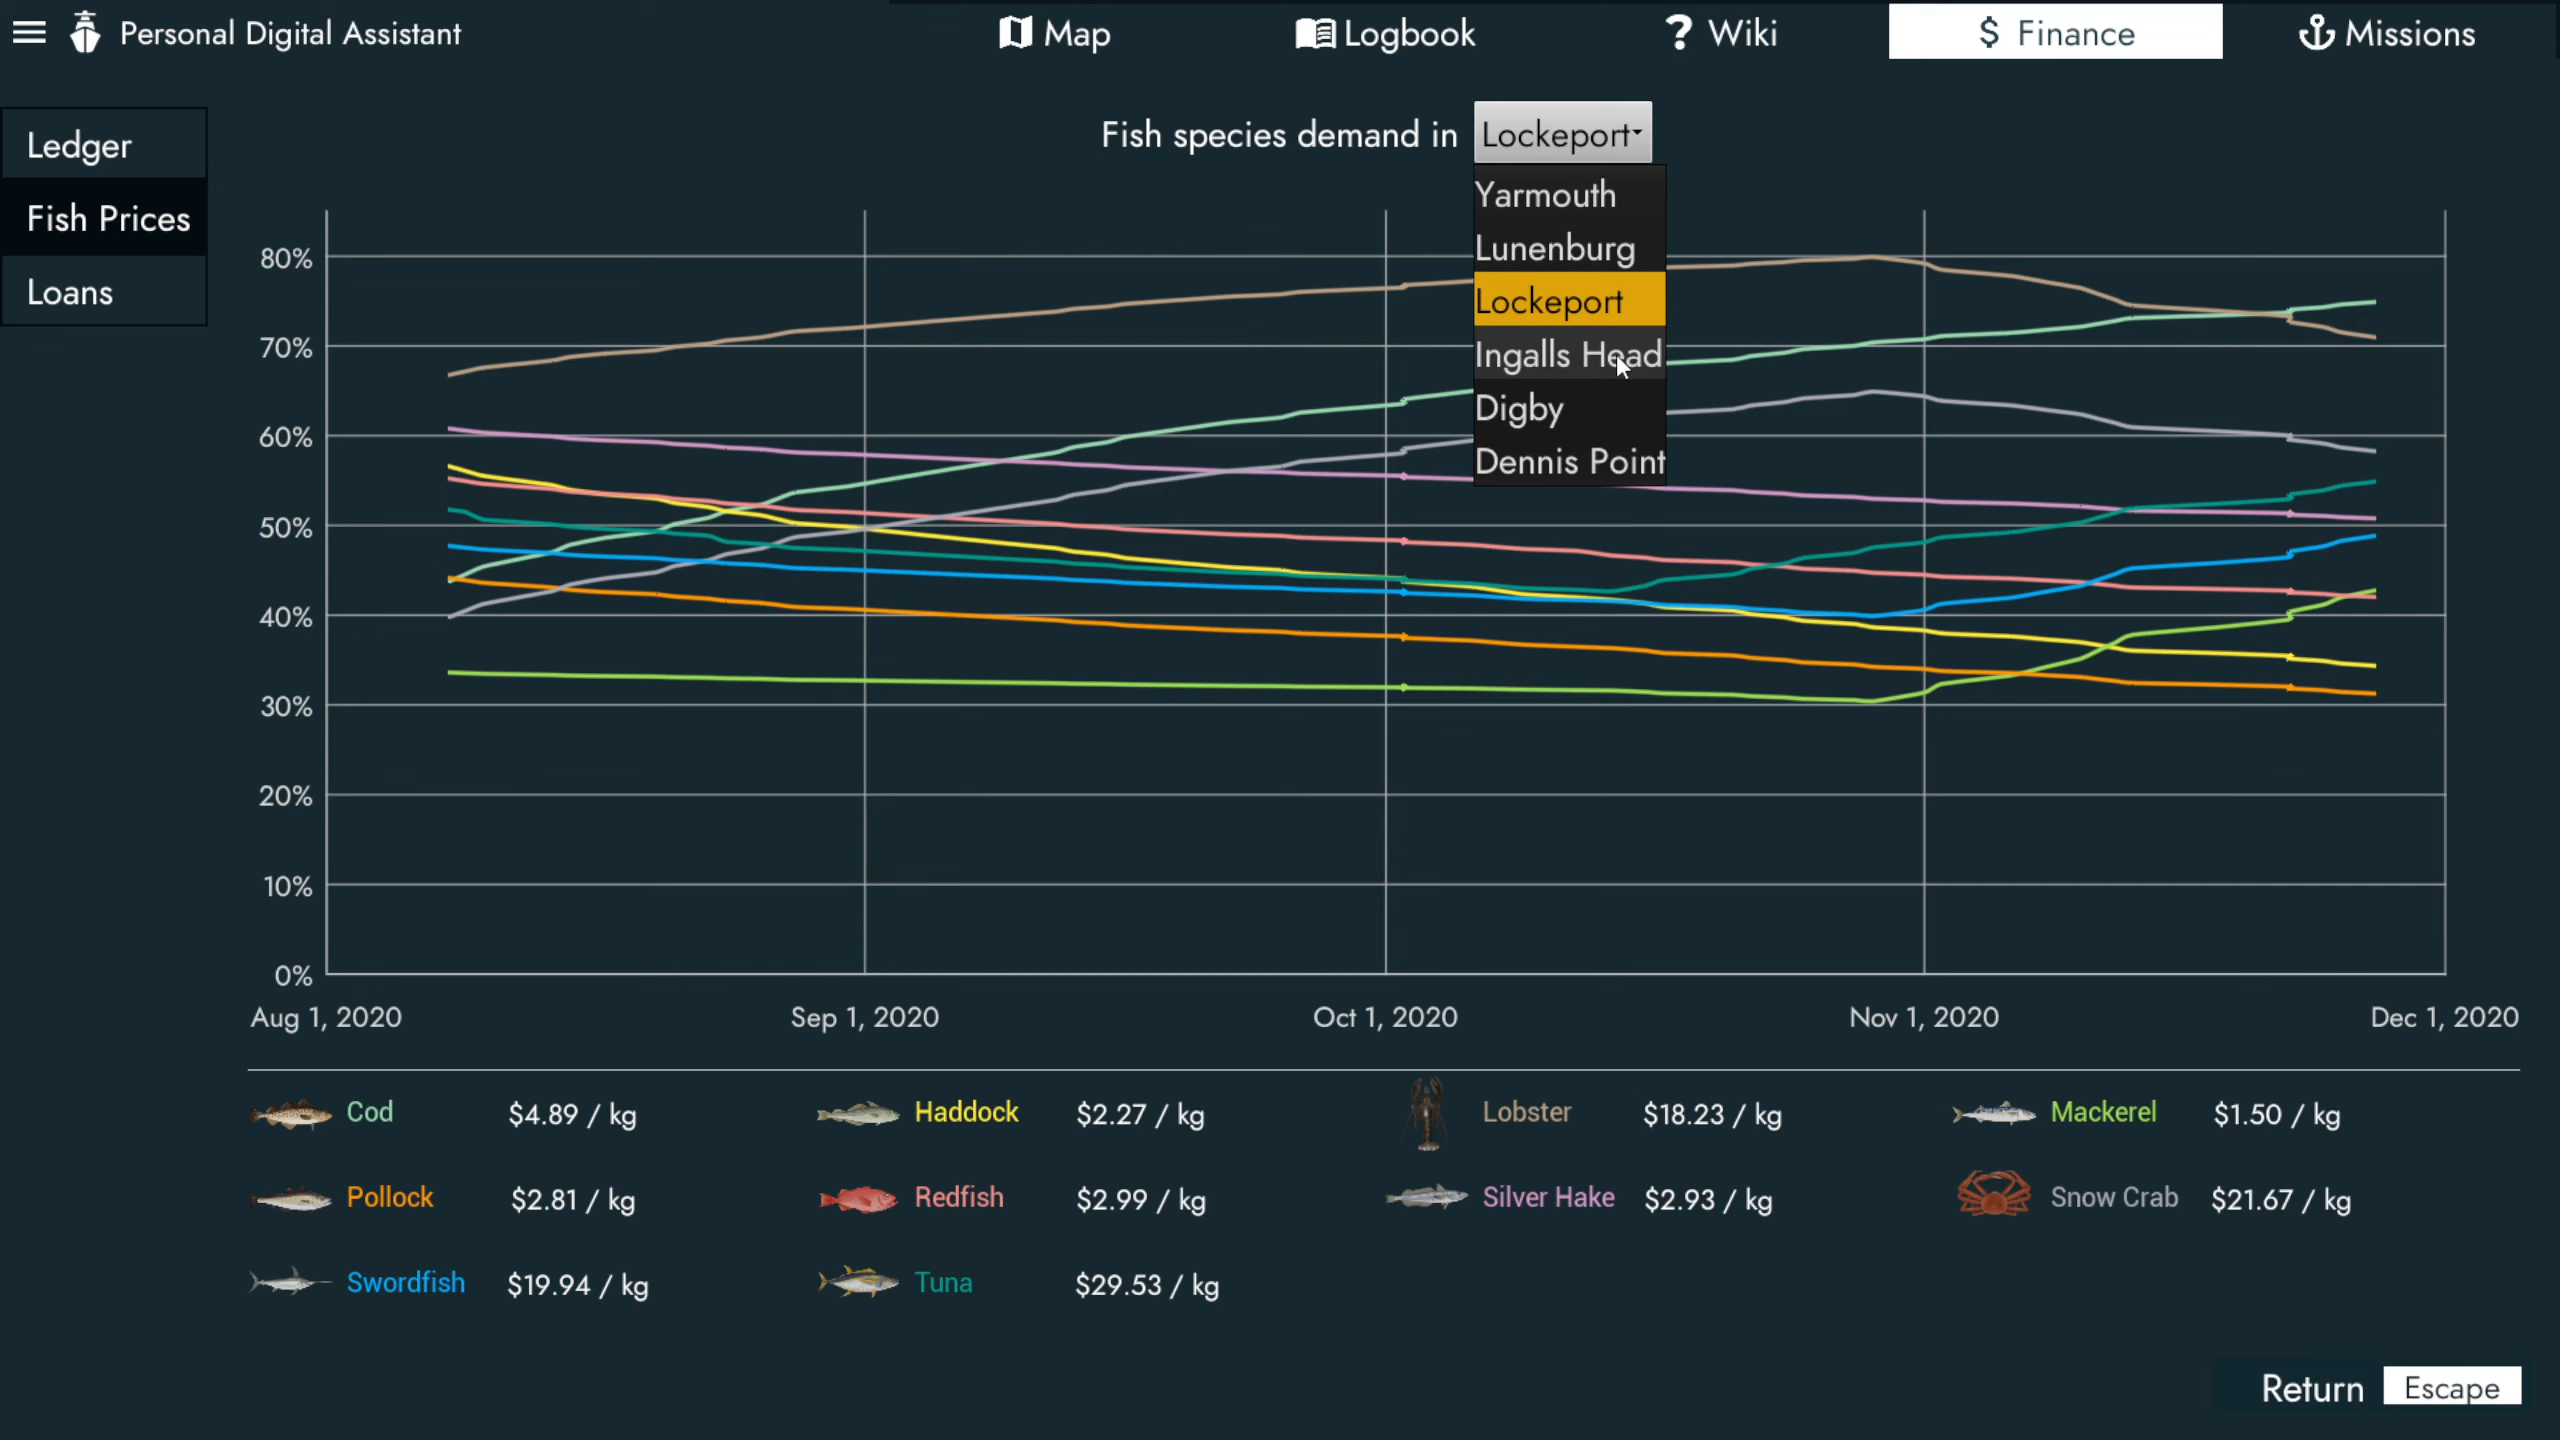 Personal Digital Assistant
Map
Logbook
? Wiki
$ Finance
Missions
Ledger
Fish Prices
Loans
Fish species demand in Lockeport
Yarmouth
Lunenburg
Lockeport
Ingalls Head
Digby
Dennis Point
80%
70%
60%
50%
40%
30%
20%
10%
0%
Aug 1, 2020 Sep 1, 2020 Oct 1, 2020 Nov 1, 2020 Dec 1, 2020
Cod $4.89 / kg Haddock $2.27 / kg Lobster $18.23 / kg Mackerel $1.50 / kg
Pollock $2.81 / kg Redfish $2.99 / kg Silver Hake $2.93 / kg Snow Crab $21.67 / kg
Swordfish $19.94 / kg Tuna $29.53 / kg
Return Escape